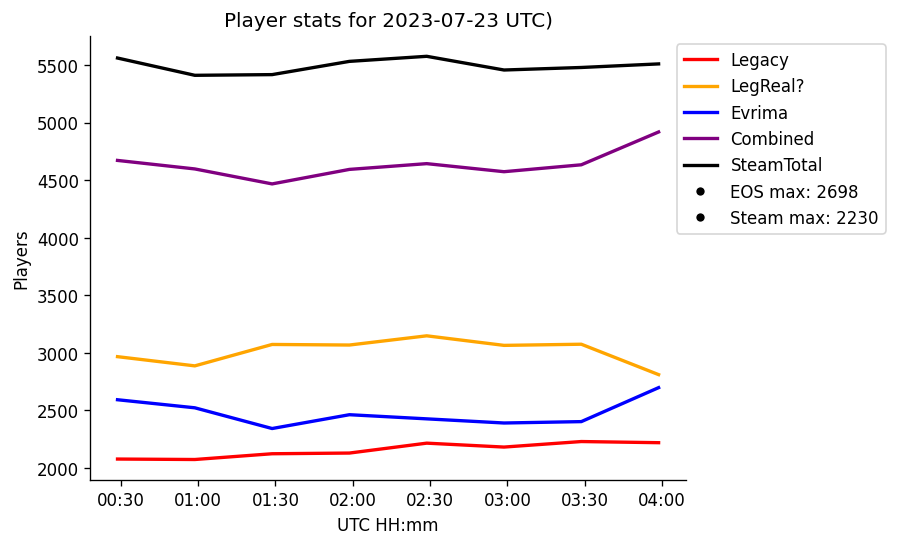 Player stats for 2023-07-23 UTC)
Legacy
LegReal?
Evrima
Combined
SteamTotal
EOS max: 2698
Steam max: 2230
Players
5500
5000
4500
4000
3500
3000
2500
2000
00:30 01:00 01:30 02:00 02:30 03:00 03:30 04:00
UTC HH:mm